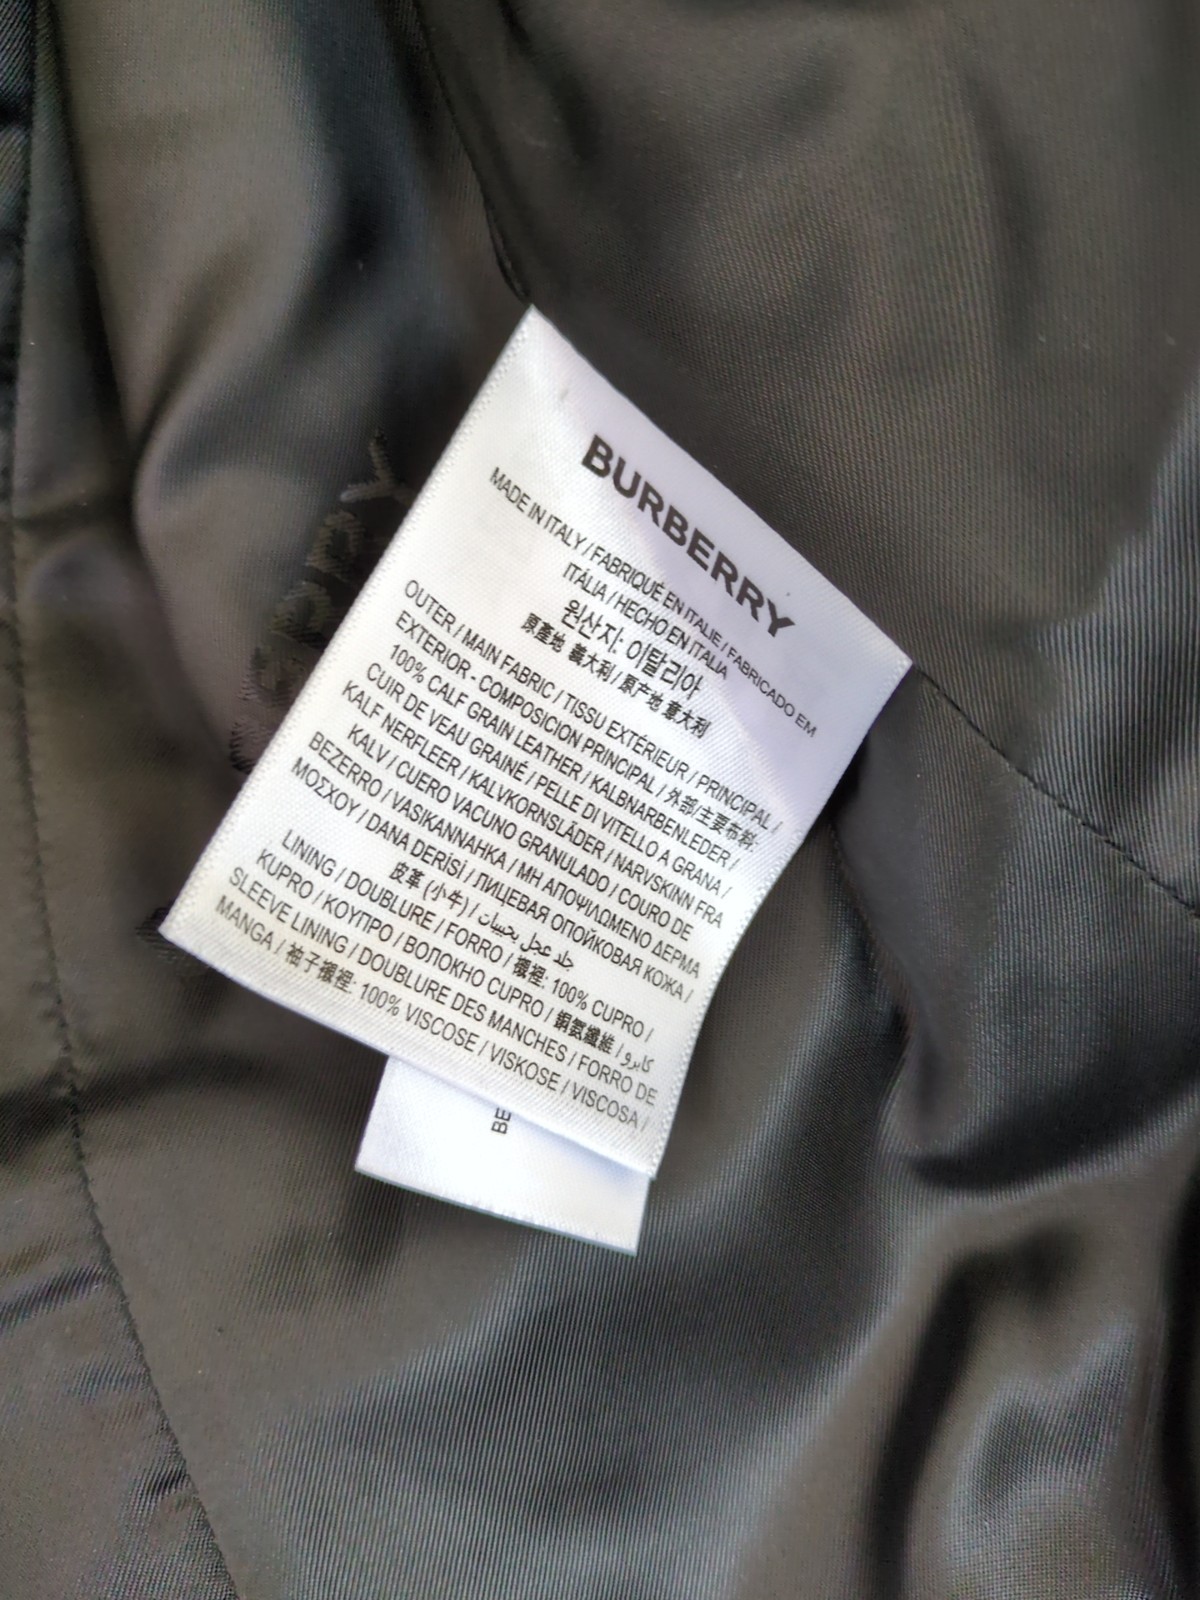 BURBERRY
MADE IN ITALY / FABRIQUÉ EN ITALIE / FABRICADO EM
ITÁLIA / HECHO EN ITALIA
원산지: 이탈리아
原產地 義大利 / 原产地 意大利
OUTER / MAIN FABRIC / TISSU EXTÉRIEUR / PRINCIPAL /
EXTERIOR - COMPOSICION PRINCIPAL / 外部/主要布料:
100% CALF GRAIN LEATHER / KALBNARBENLEDER /
CUIR DE VEAU GRAINÉ / PELLE DI VITELLO A GRANA /
KALF NERFLEER / KALVKORNSLÄDER / NARVSKINN FRA
KALV / CUERO VACUNO GRANULADO / COURO DE
BEZERRO / VASIKANNAHKA / ΜΗ ΑΠΟΨΙΛΩΜΕΝΟ ΔΕΡΜΑ
ΜΟΣΧΟΥ / DANA DERİSİ / ЛИЦЕВАЯ ОПОЙКОВАЯ КОЖА /
皮革 (小牛) / جلد عجل بحبيبات
LINING / DOUBLURE / FORRO / 襯裡: 100% CUPRO /
KUPRO / ΚΟΥΠΡΟ / ВОЛОКНО CUPRO / 銅氨纖維 / كابرو
SLEEVE LINING / DOUBLURE DES MANCHES / FORRO DE
MANGA / 袖子襯裡: 100% VISCOSE / VISKOSE / VISCOSA /
BE